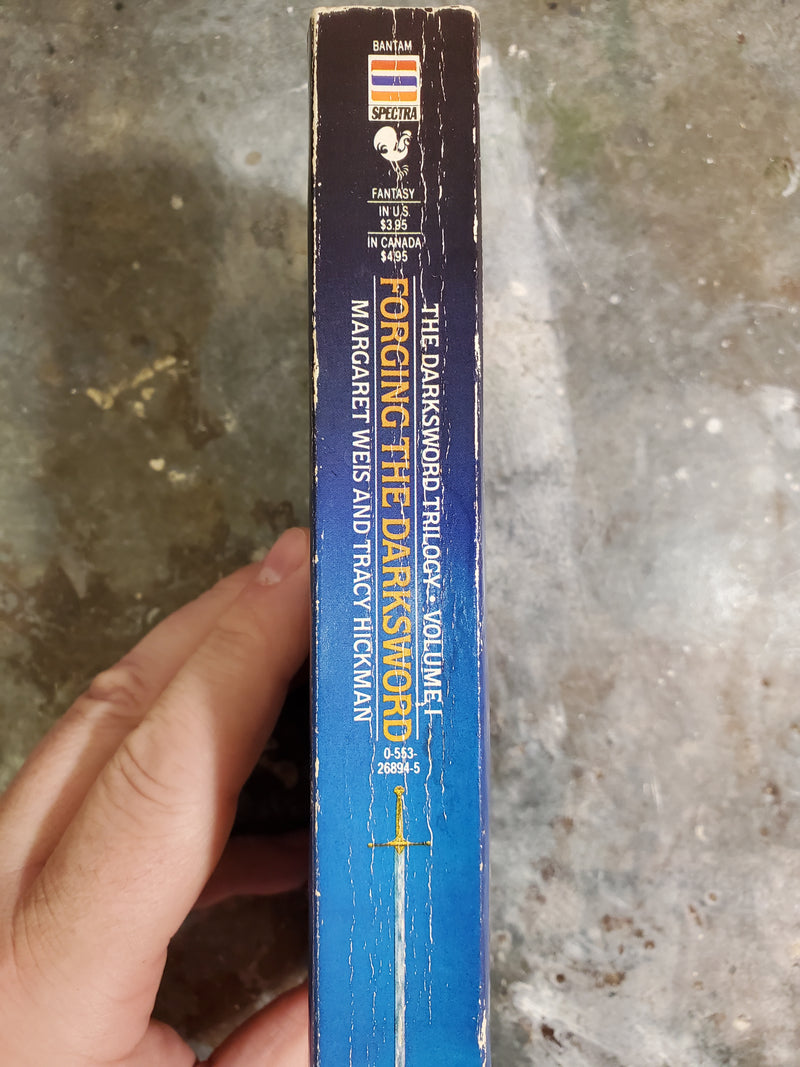 BANTAM
SPECTRA
FANTASY
IN U.S.
$3.95
IN CANADA
$4.95
THE DARKSWORD TRILOGY • VOLUME I
FORGING THE DARKSWORD
MARGARET WEIS AND TRACY HICKMAN
0-553-
26894-5